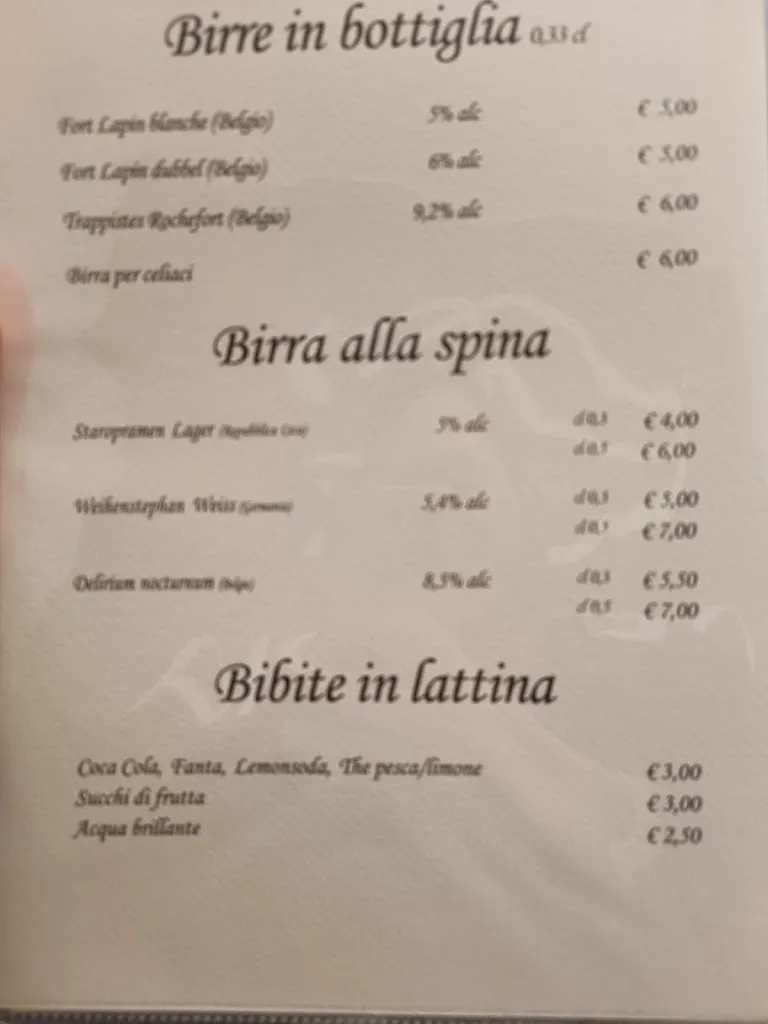 Birre in bottiglia 0,33 cl
Fort Lapin blanche (Belgio) 5% alc € 5,00
Fort Lapin dubbel (Belgio) 6% alc € 5,00
Trappistes Rochefort (Belgio) 9,2% alc € 6,00
Birra per celiaci € 6,00
Birra alla spina
Staropramen Lager (Repubblica Ceca) 5% alc cl 0,3 € 4,00
cl 0,5 € 6,00
Weihenstephan Weiss (Germania) 5,4% alc cl 0,3 € 5,00
cl 0,5 € 7,00
Delirium nocturnum (Belgio) 8,5% alc cl 0,3 € 5,50
cl 0,5 € 7,00
Bibite in lattina
Coca Cola, Fanta, Lemonsoda, The pesca/limone € 3,00
Succhi di frutta € 3,00
Acqua brillante € 2,50